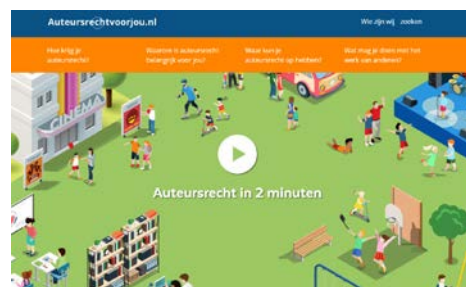 Auteursrechtvoorjou.nl
Wie zijn wij zoeken
Hoe krijg je
auteursrecht?
Waarom is auteursrecht
belangrijk voor jou?
Waar kun je
auteursrecht op hebben?
Wat mag je doen met het
werk van anderen?
CINEMA
Auteursrecht in 2 minuten